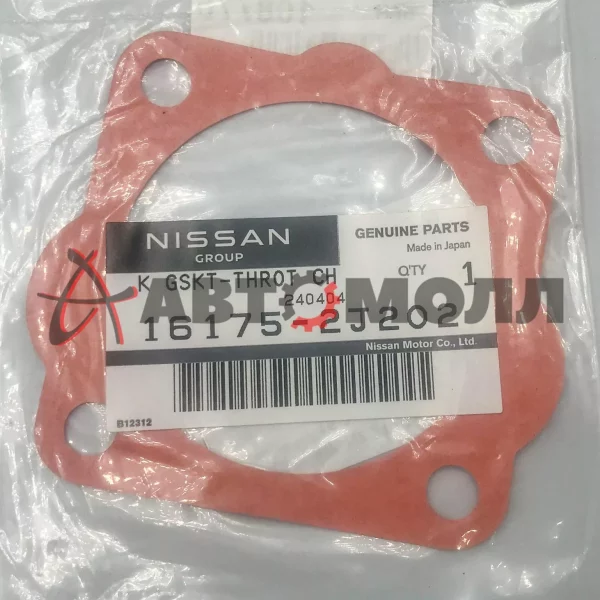 NISSAN
GROUP
GENUINE PARTS
Made in Japan
K GSKT-THROT CH
Q'TY 1
240404
АВТОМОЛЛ
16175-2J202
Nissan Motor Co., Ltd.
B12312